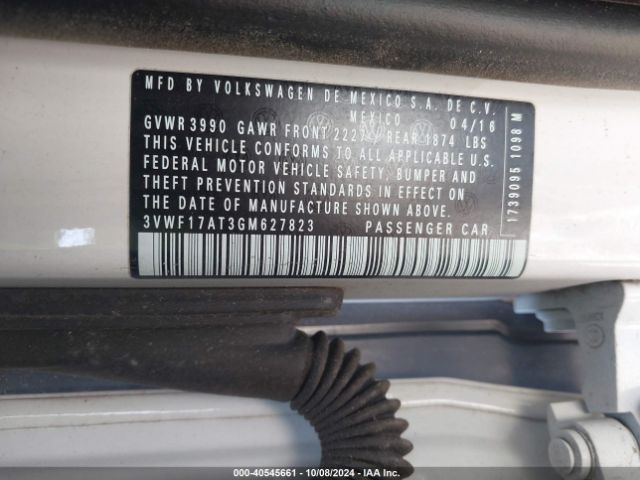 MFD BY VOLKSWAGEN DE MEXICO S.A. DE C.V.
MEXICO 04/16
GVWR 3990 GAWR FRONT 2227 REAR 1874 LBS
THIS VEHICLE CONFORMS TO ALL APPLICABLE U.S.
FEDERAL MOTOR VEHICLE SAFETY, BUMPER AND
THEFT PREVENTION STANDARDS IN EFFECT ON
THE DATE OF MANUFACTURE SHOWN ABOVE.
3VWF17AT3GM627823 PASSENGER CAR
1739095 1098 M
000-40545661 - 10/08/2024 - IAA Inc.